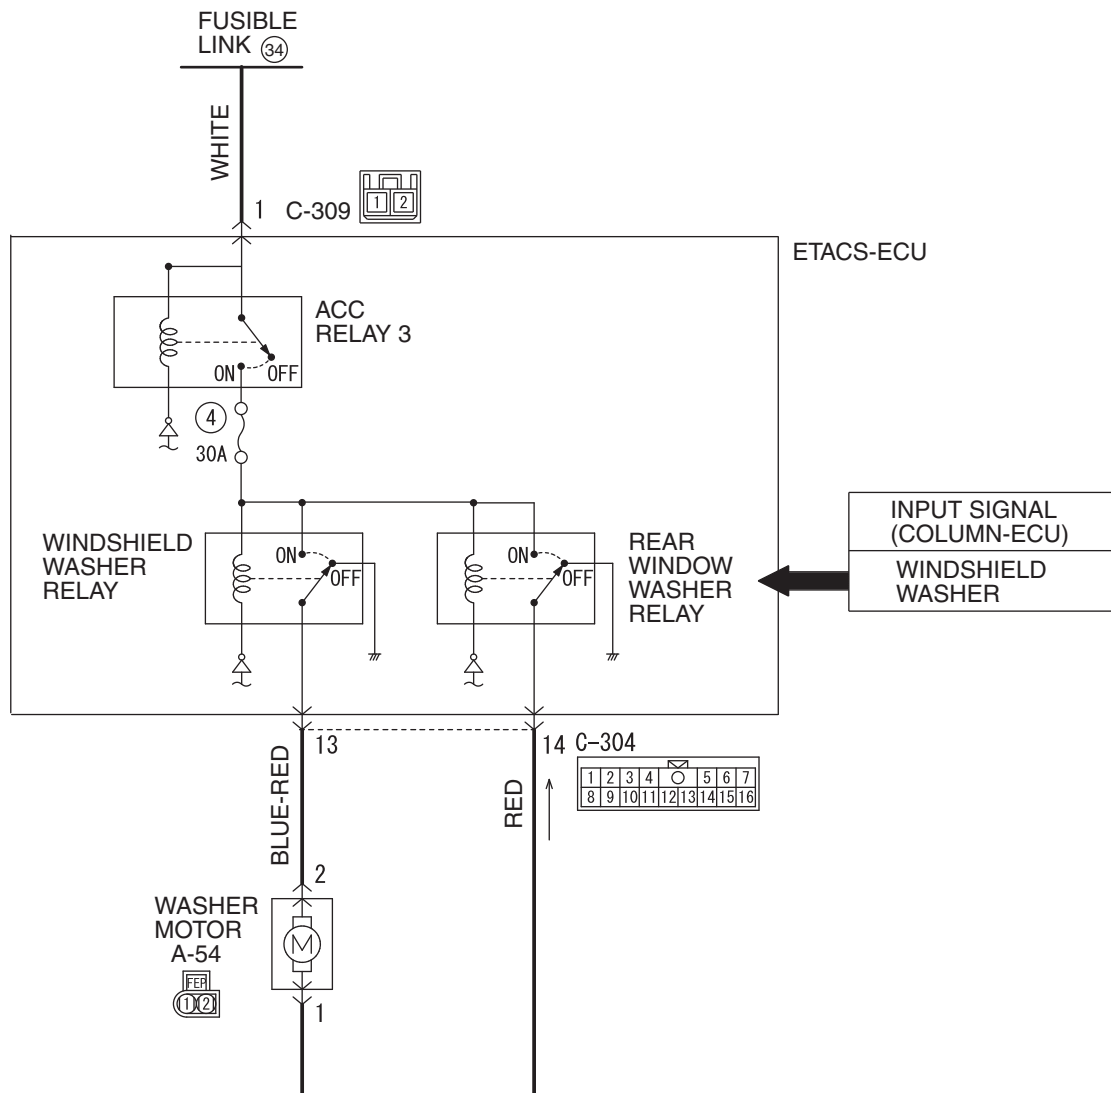 FUSIBLE
LINK 34
WHITE
1 C-309
1 2
ETACS-ECU
ACC
RELAY 3
ON OFF
4
30A
WINDSHIELD
WASHER
RELAY
ON
OFF
ON
OFF
REAR
WINDOW
WASHER
RELAY
INPUT SIGNAL
(COLUMN-ECU)
WINDSHIELD
WASHER
13
14 C-304
1 2 3 4 5 6 7
8 9 10 11 12 13 14 15 16
BLUE-RED
RED
2
WASHER
MOTOR
A-54
M
FEP
1 2
1